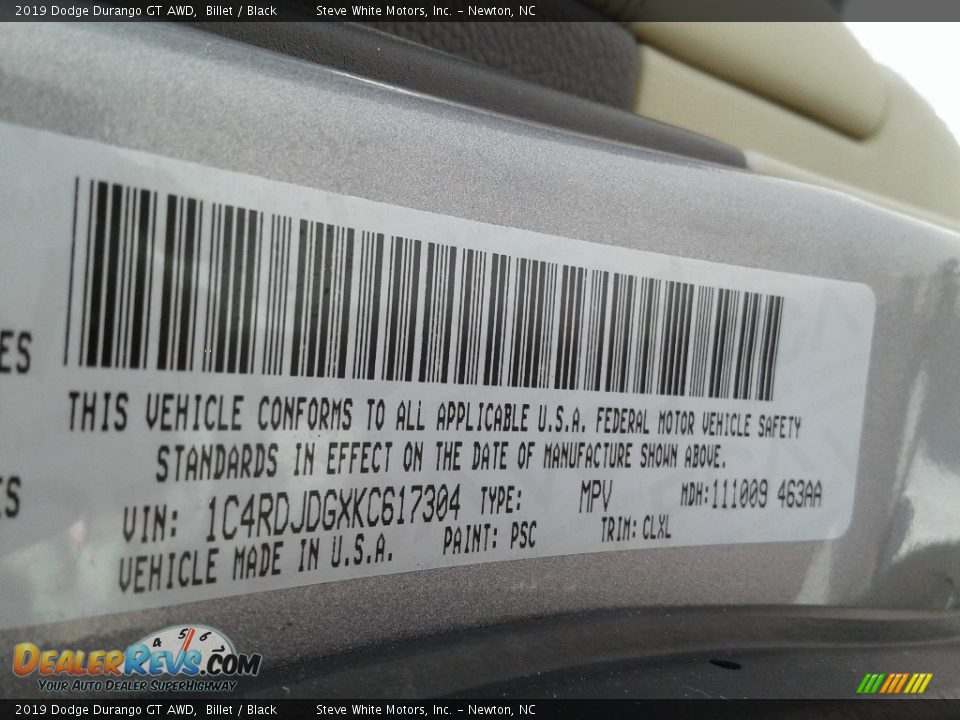 2019 Dodge Durango GT AWD, Billet / Black Steve White Motors, Inc. – Newton, NC
ES
THIS VEHICLE CONFORMS TO ALL APPLICABLE U.S.A. FEDERAL MOTOR VEHICLE SAFETY
STANDARDS IN EFFECT ON THE DATE OF MANUFACTURE SHOWN ABOVE.
VIN: 1C4RDJDGXKC617304 TYPE: MPV MDH:111009 463AA
VEHICLE MADE IN U.S.A. PAINT: PSC TRIM: CLXL
4 5 6
DEALERREVS.COM
YOUR AUTO DEALER SUPERHIGHWAY
2019 Dodge Durango GT AWD, Billet / Black Steve White Motors, Inc. – Newton, NC